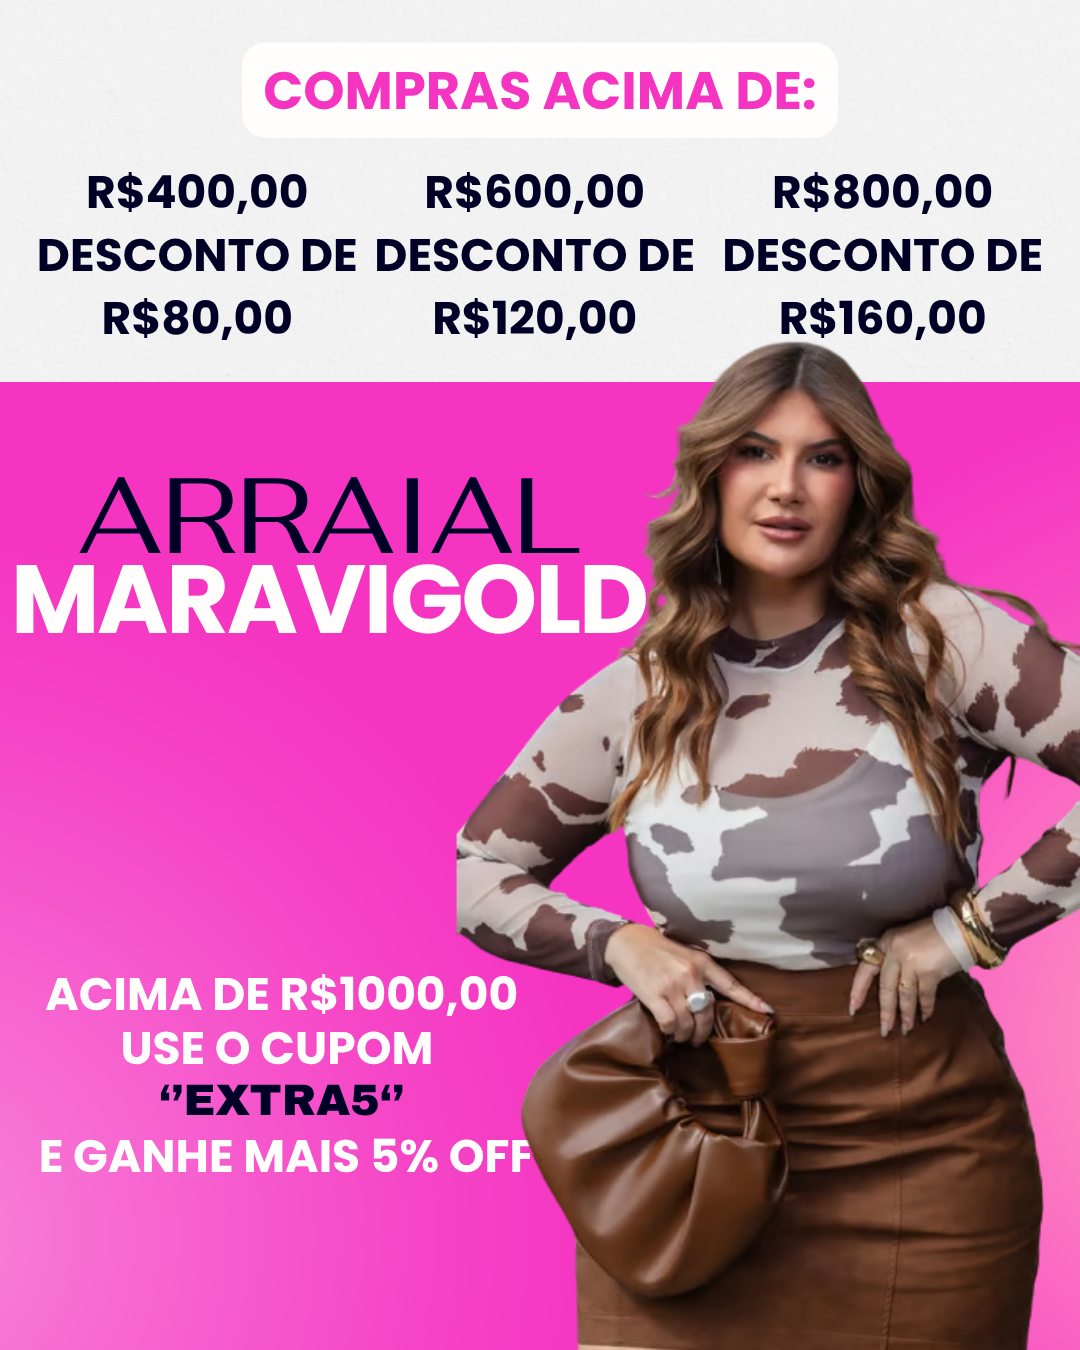 COMPRAS ACIMA DE:
R$400,00
DESCONTO DE
R$80,00
R$600,00
DESCONTO DE
R$120,00
R$800,00
DESCONTO DE
R$160,00
ARRAIAL
MARAVIGOLD
ACIMA DE R$1000,00
USE O CUPOM
‘’EXTRA5‘’
E GANHE MAIS 5% OFF